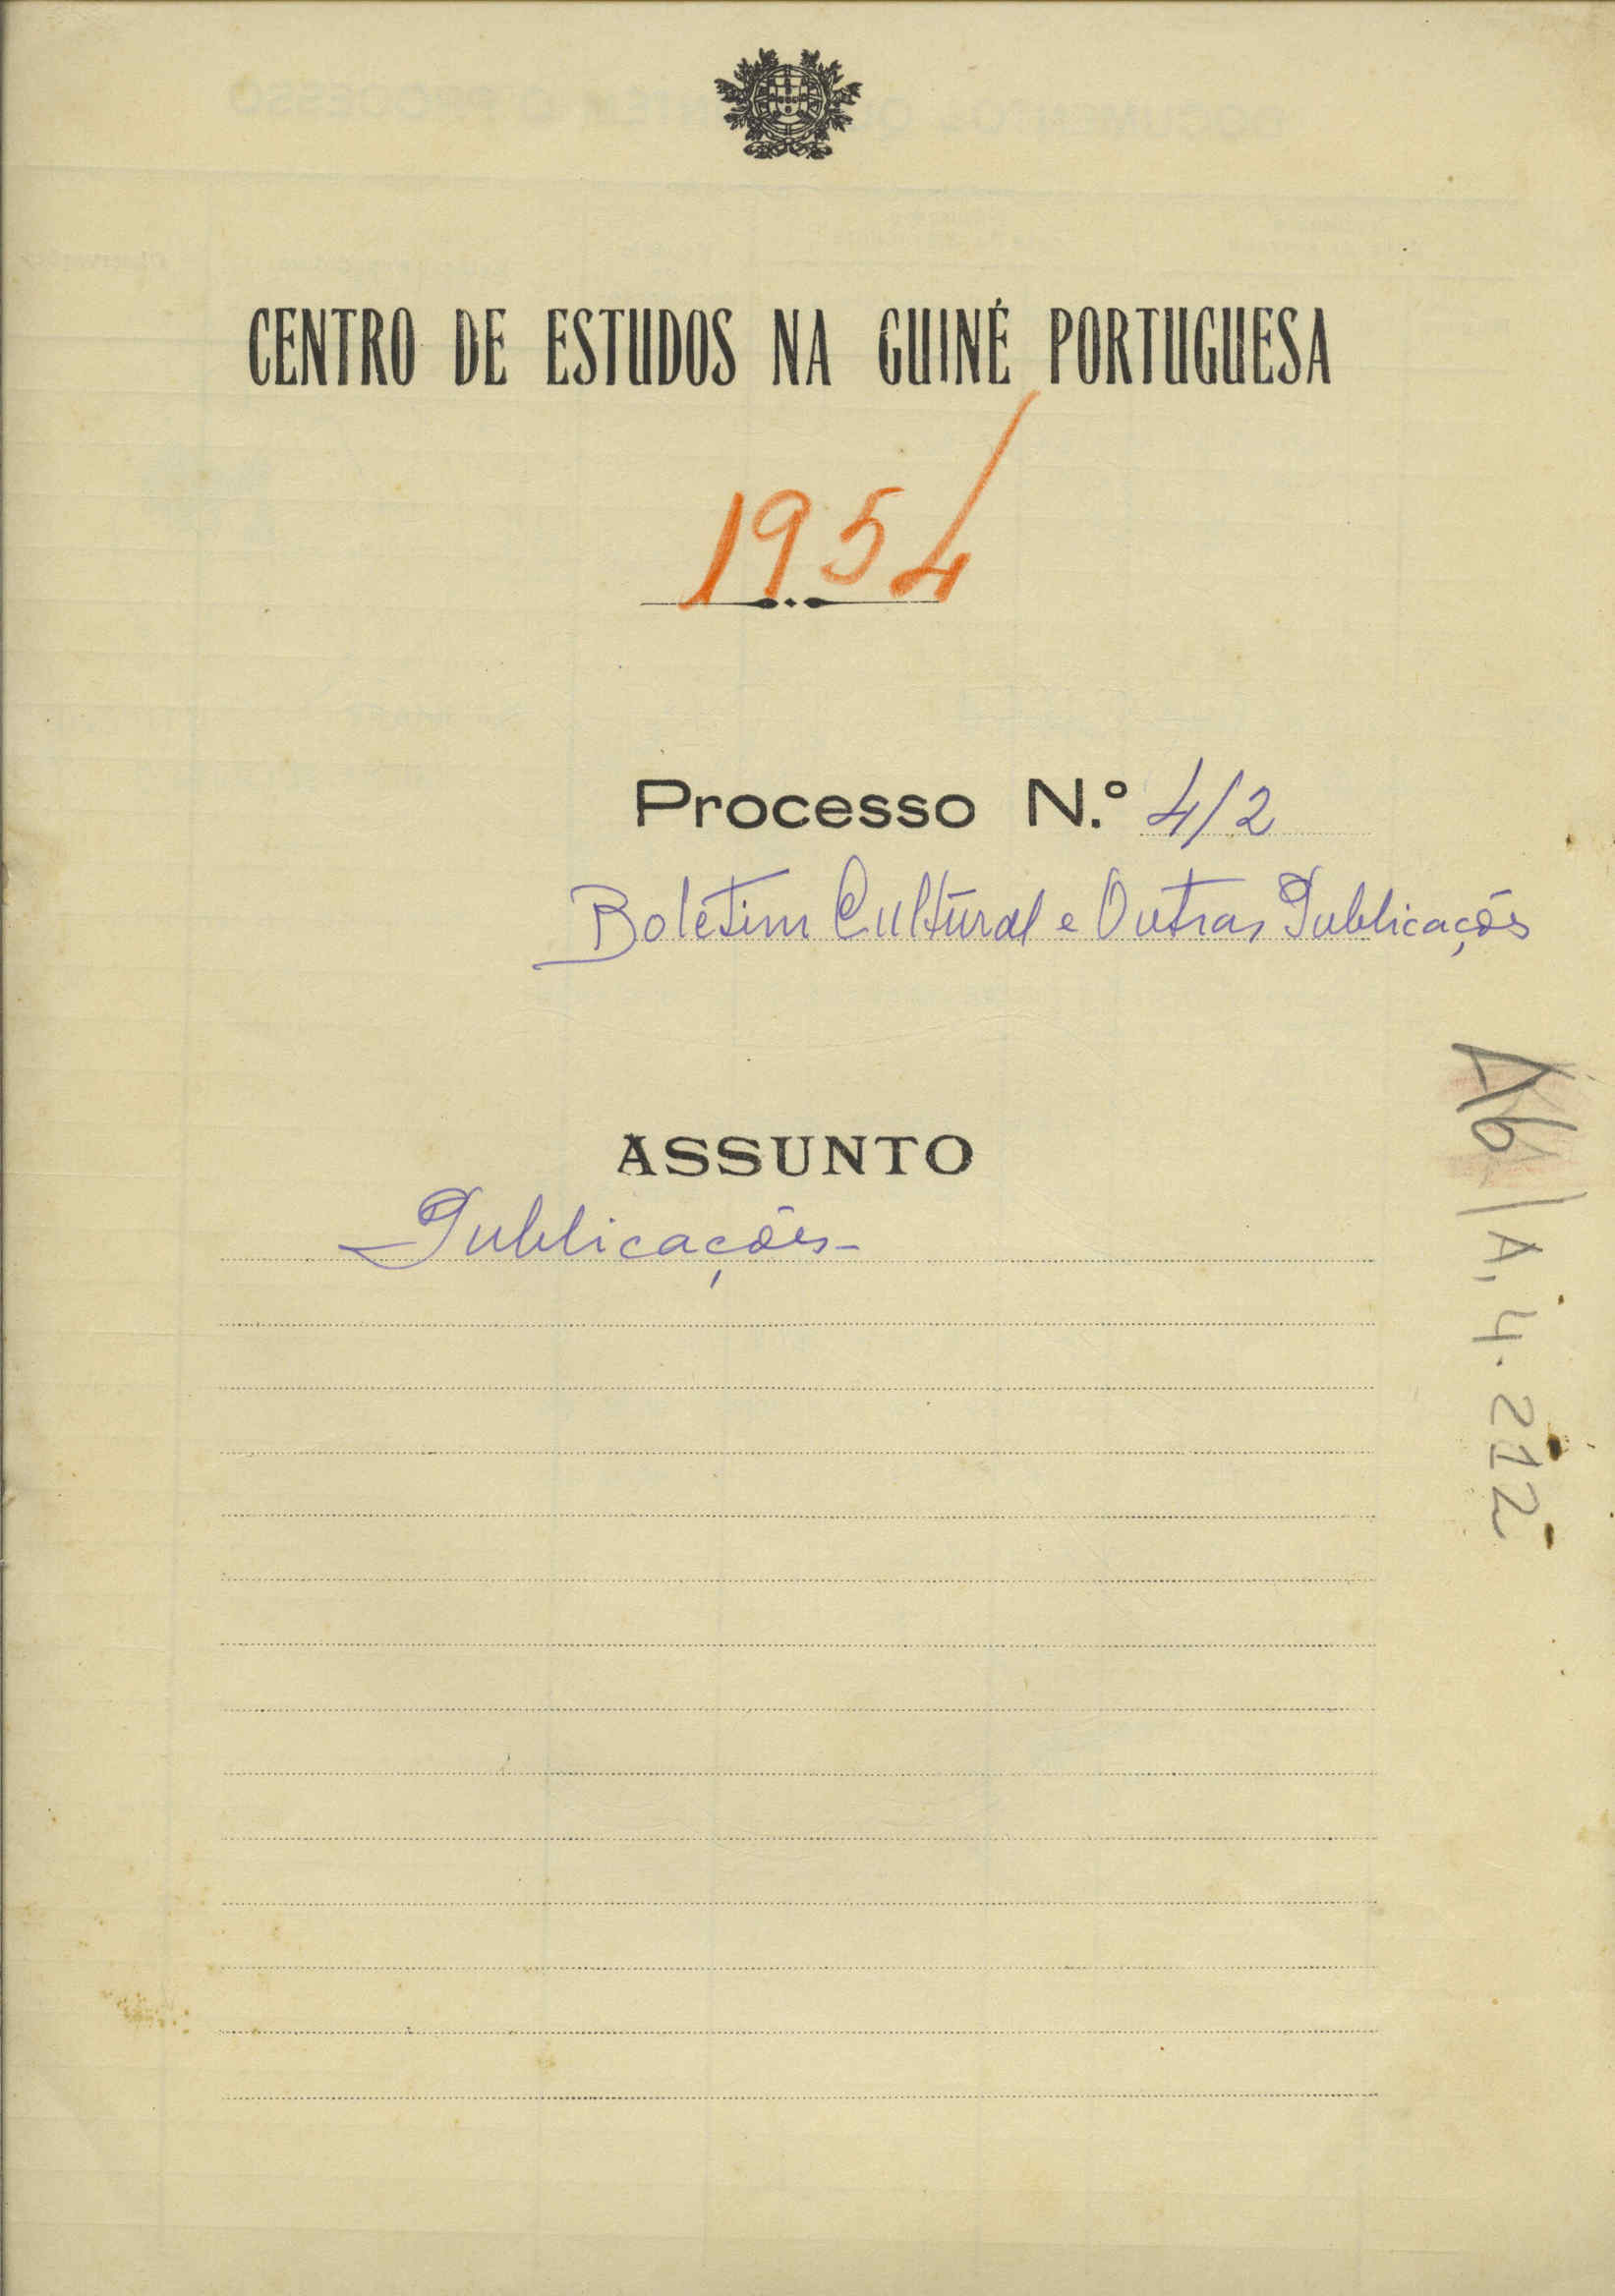 CENTRO DE ESTUDOS NA GUINÉ PORTUGUESA
1954
Processo N.º 4/2
Boletim Cultural e Outras Publicações
ASSUNTO
Publicações
A6/A.4.212